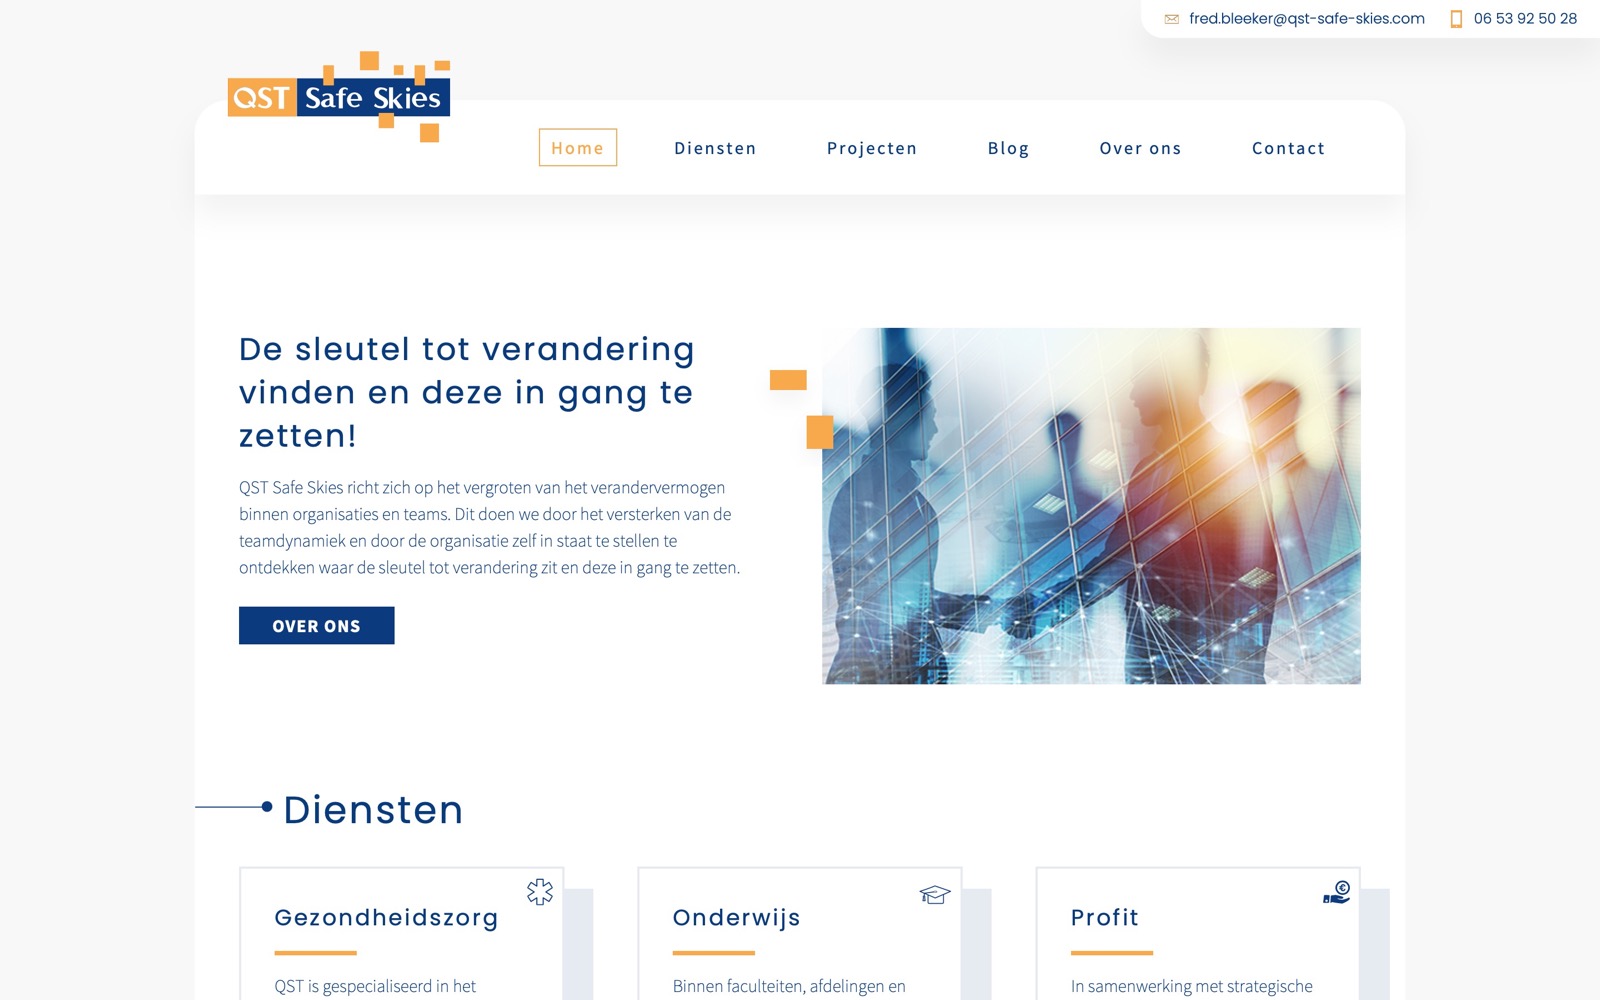 fred.bleeker@qst-safe-skies.com 06 53 92 50 28
QST Safe Skies
Home Diensten Projecten Blog Over ons Contact
De sleutel tot verandering
vinden en deze in gang te
zetten!
QST Safe Skies richt zich op het vergroten van het verandervermogen
binnen organisaties en teams. Dit doen we door het versterken van de
teamdynamiek en door de organisatie zelf in staat te stellen te
ontdekken waar de sleutel tot verandering zit en deze in gang te zetten.
OVER ONS
Diensten
Gezondheidszorg
QST is gespecialiseerd in het
Onderwijs
Binnen faculteiten, afdelingen en
Profit
In samenwerking met strategische